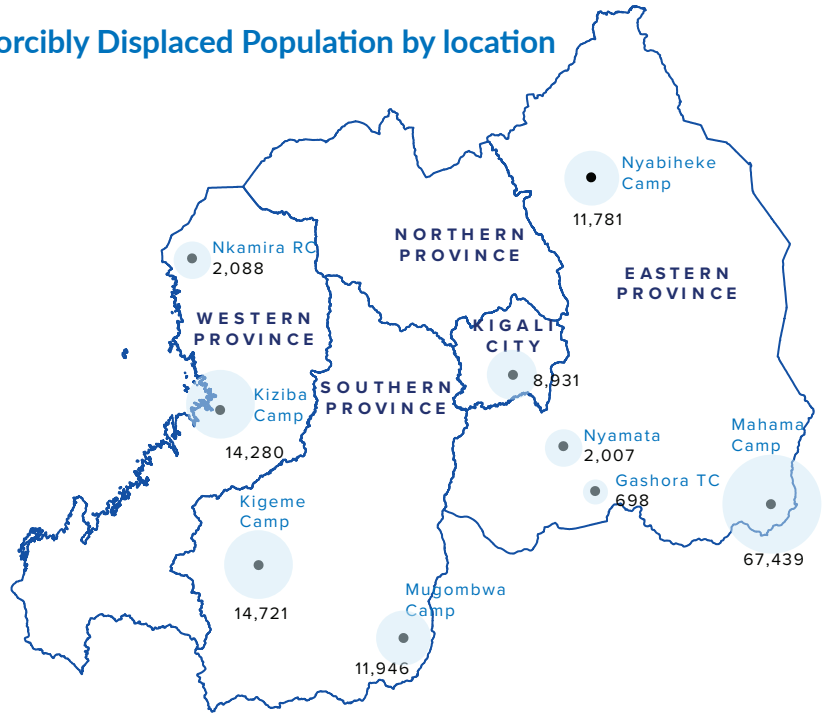 orcibly Displaced Population by location
Nyabiheke
Camp
11,781
NORTHERN
PROVINCE
Nkamira RC
2,088
EASTERN
PROVINCE
WESTERN
PROVINCE
KIGALI
CITY
8,931
SOUTHERN
PROVINCE
Kiziba
Camp
14,280
Nyamata
2,007
Mahama
Camp
Gashora TC
698
67,439
Kigeme
Camp
14,721
Mugombwa
Camp
11,946